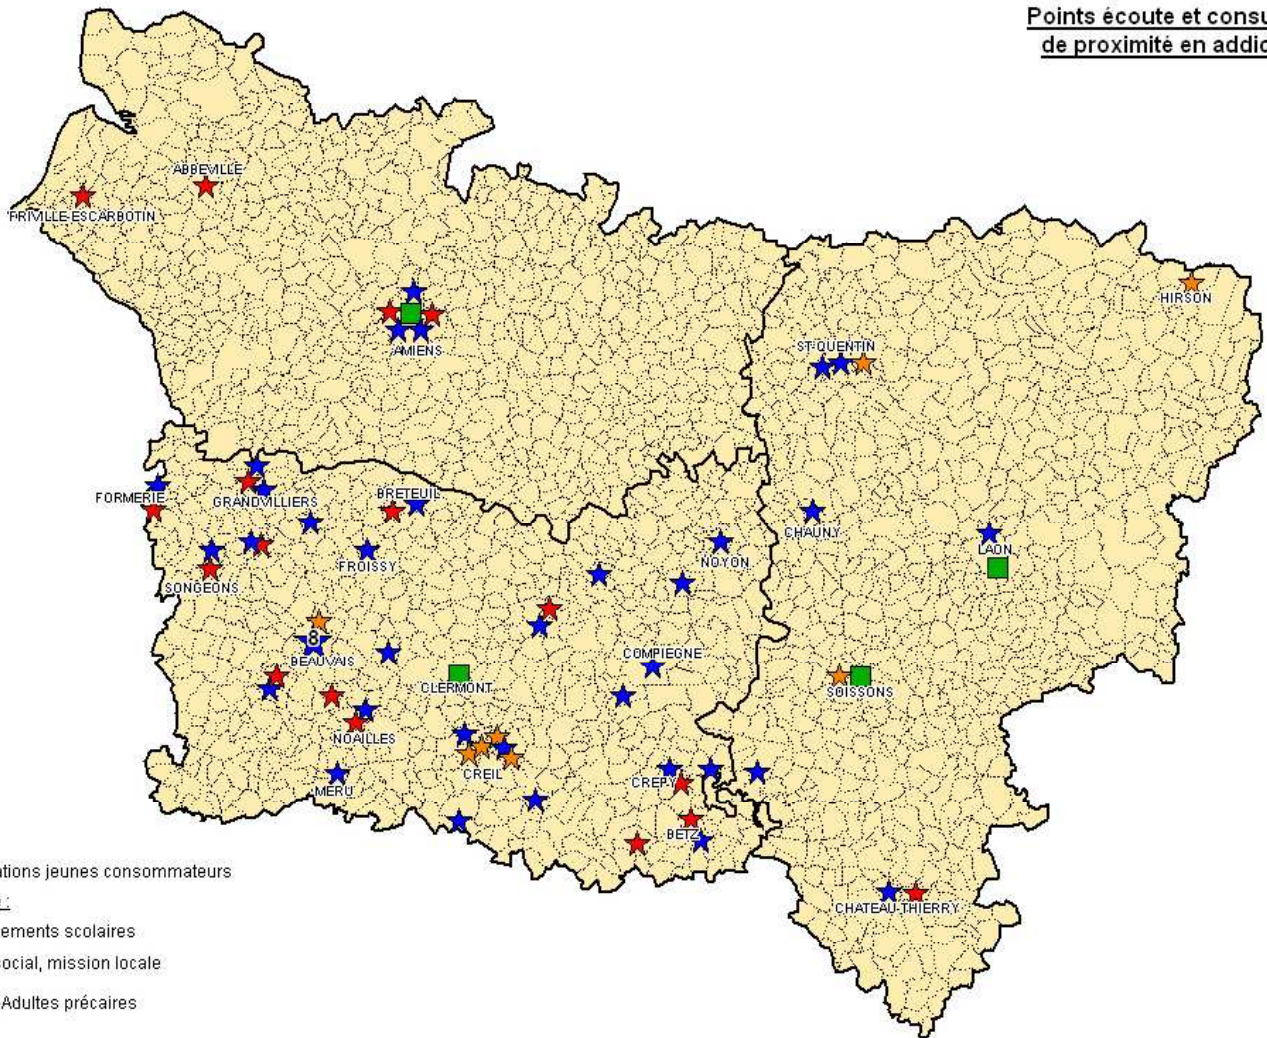 Points écoute et consu
de proximité en addic
ABBEVILLE
FRIVILLE-ESCARBOTIN
HIRSON
ST-QUENTIN
AMIENS
FORMERIE
GRANDVILLIERS
BRETEUIL
CHAUNY
LAON
NOYON
FROISSY
SONGEONS
8
BEAUVAIS
COMPIEGNE
CLERMONT
SOISSONS
NOAILLES
CREIL
MERU
CREPY
BETZ
ations jeunes consommateurs
:
ements scolaires
social, mission locale
Adultes précaires
CHATEAU-THIERRY